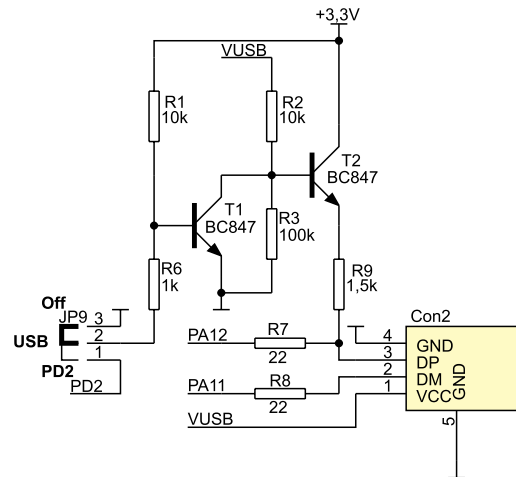 +3,3V
VUSB
R1
10k
R2
10k
T2
BC847
T1
BC847
R3
100k
R6
1k
R9
1,5k
Off
JP9
3
USB
2
1
PD2
PD2
PA12
R7
22
PA11
R8
22
VUSB
Con2
4
GND
3
DP
2
DM
1
VCC
GND
5